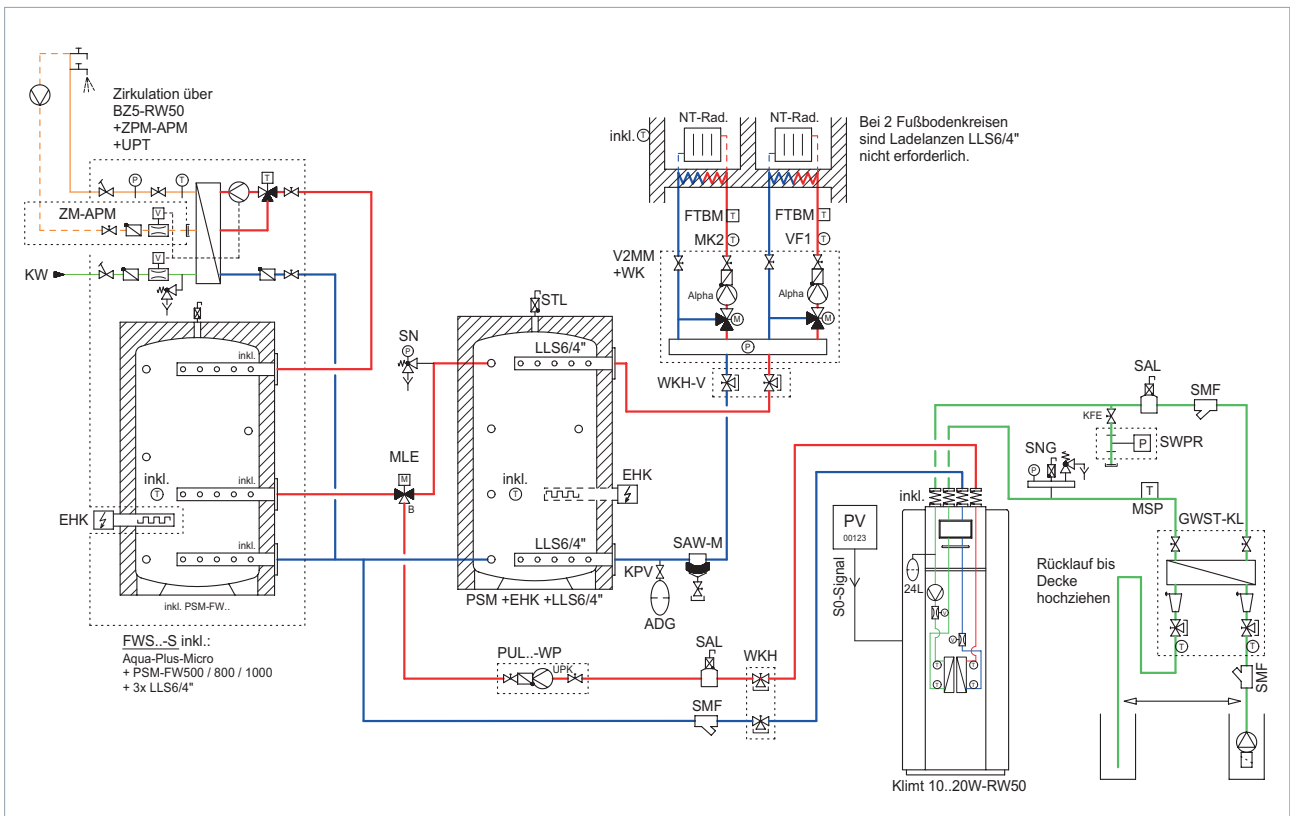 Zirkulation über
BZ5-RW50
+ZPM-APM
+UPT
P
T
T
ZM-APM
V
V
KW
inkl.
inkl.
T
inkl.
inkl.
EHK
inkl. PSM-FW..
FWS..-S inkl.:
Aqua-Plus-Micro
+ PSM-FW500 / 800 / 1000
+ 3x LLS6/4"
SN
P
STL
LLS6/4"
MLE
M
B
inkl.
T
EHK
LLS6/4"
PSM +EHK +LLS6/4"
KPV
ADG
SAW-M
PUL..-WP
UPK
SAL
SMF
WKH
inkl.
T
NT-Rad.
NT-Rad.
Bei 2 Fußbodenkreisen
sind Ladelanzen LLS6/4"
nicht erforderlich.
FTBM
T
FTBM
T
MK2
T
VF1
T
V2MM
+WK
Alpha
Alpha
M
M
P
WKH-V
PV
00123
S0-Signal
inkl.
24L
V
V
T
T
T
T
Klimt 10..20W-RW50
SAL
SMF
KFE
P
SWPR
SNG
P
T
MSP
GWST-KL
Rücklauf bis
Decke
hochziehen
T
T
SMF